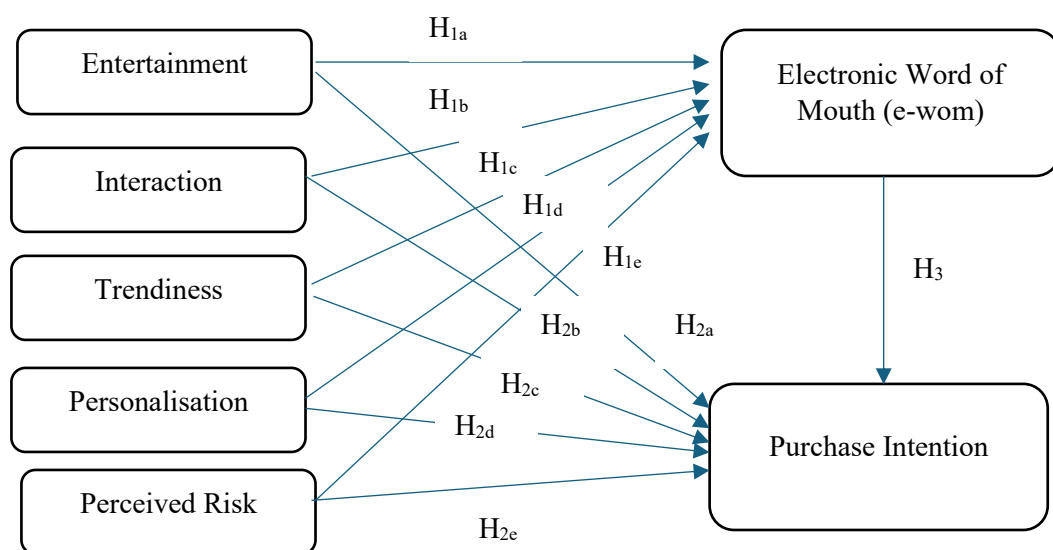 Entertainment
Interaction
Trendiness
Personalisation
Perceived Risk
H1a
H1b
H1c
H1d
H1e
H2a
H2b
H2c
H2d
H2e
Electronic Word of
Mouth (e-wom)
H3
Purchase Intention